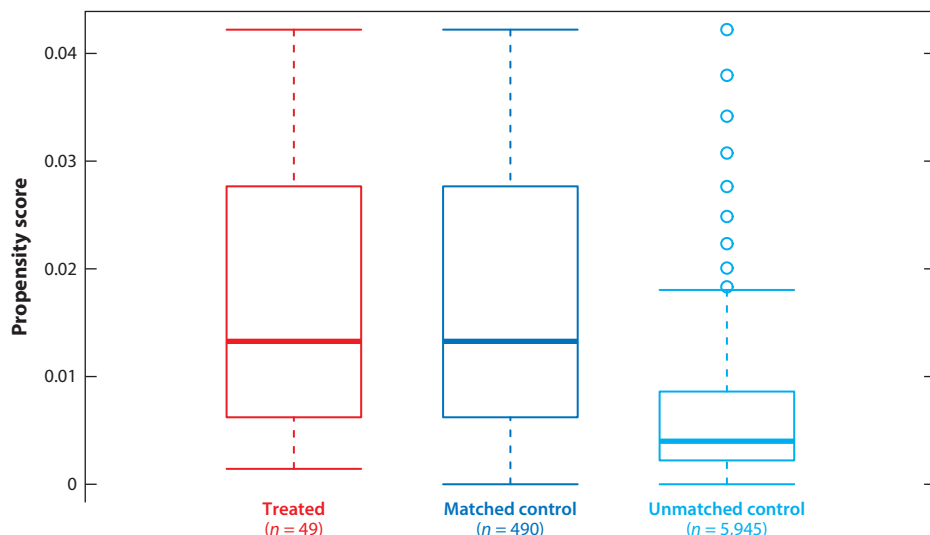 0.04
0.03
0.02
0.01
0
Propensity score
Treated
(n = 49)
Matched control
(n = 490)
Unmatched control
(n = 5,945)